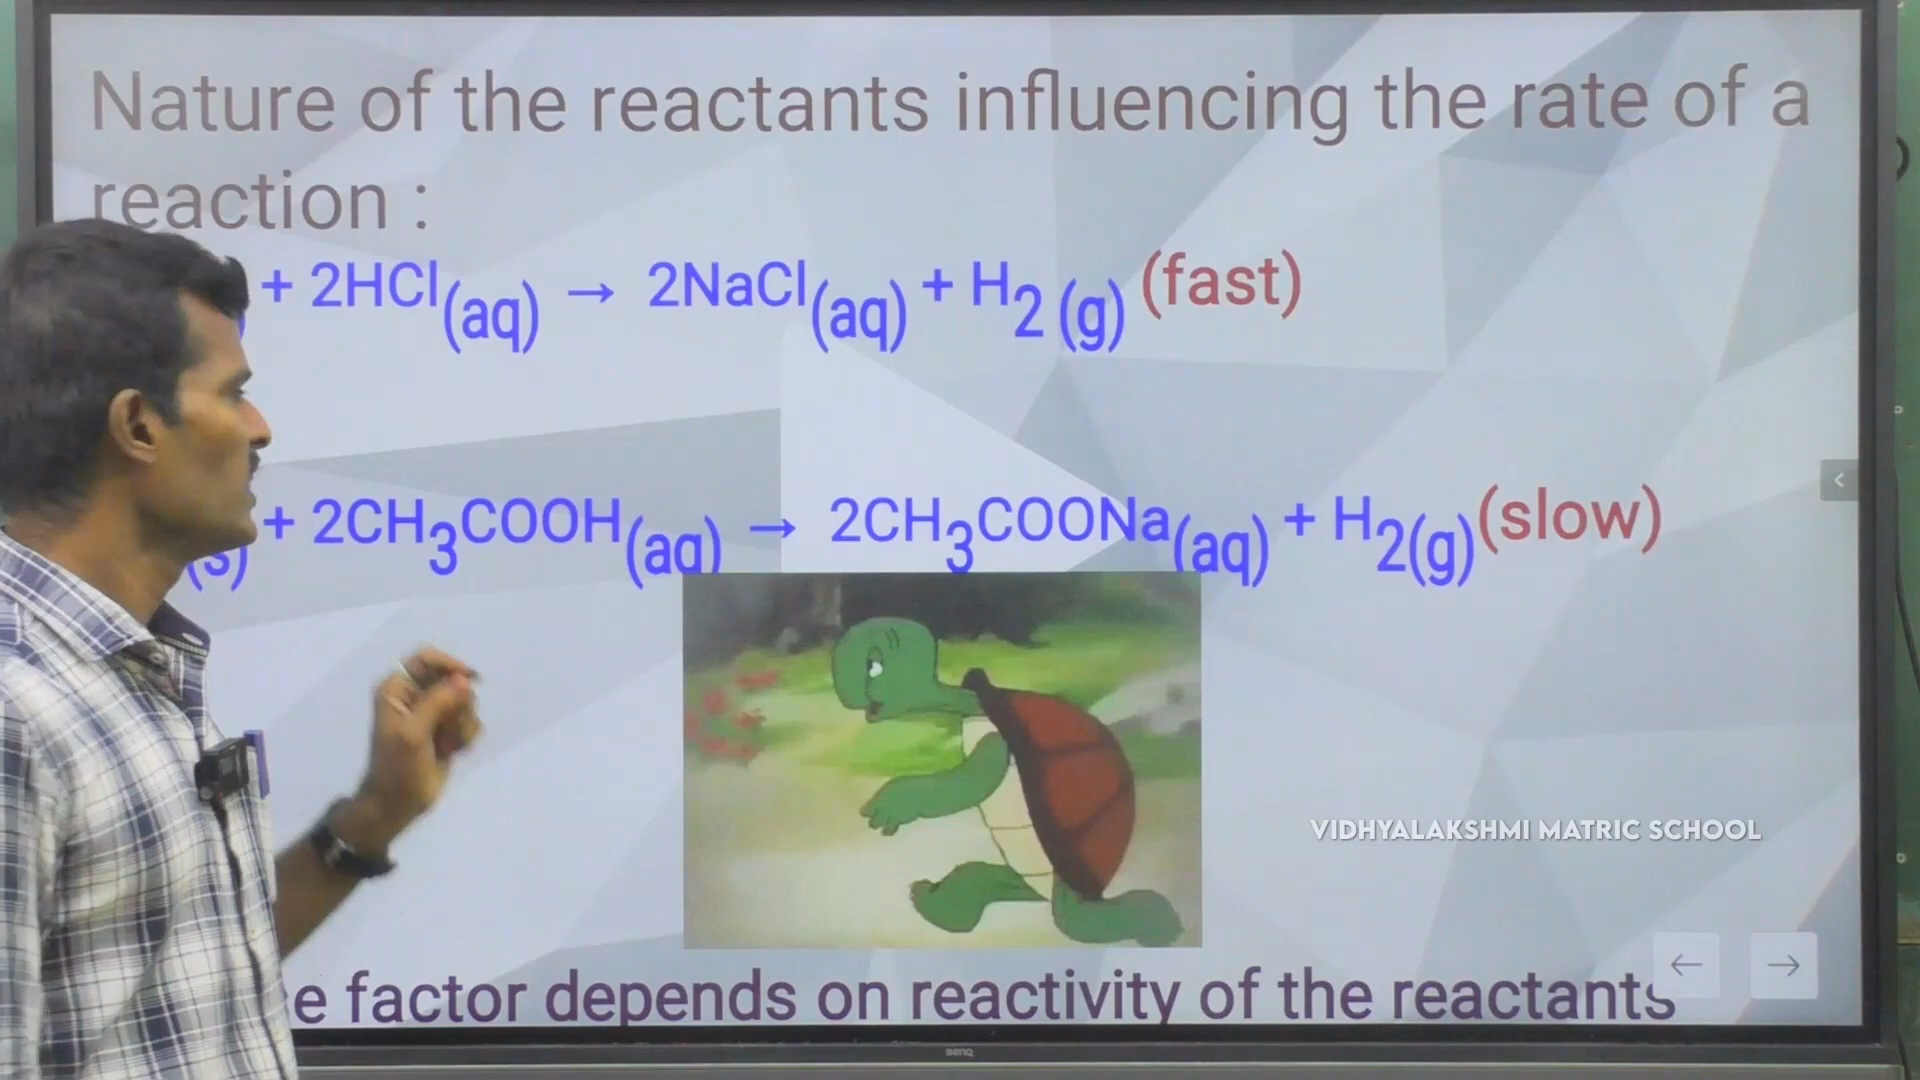 Nature of the reactants influencing the rate of a
reaction :
+ 2HCl(aq) → 2NaCl(aq) + H2 (g) (fast)
(s) + 2CH3COOH(aq) → 2CH3COONa(aq) + H2(g) (slow)
VIDHYALAKSHMI MATRIC SCHOOL
e factor depends on reactivity of the reactants
BenQ